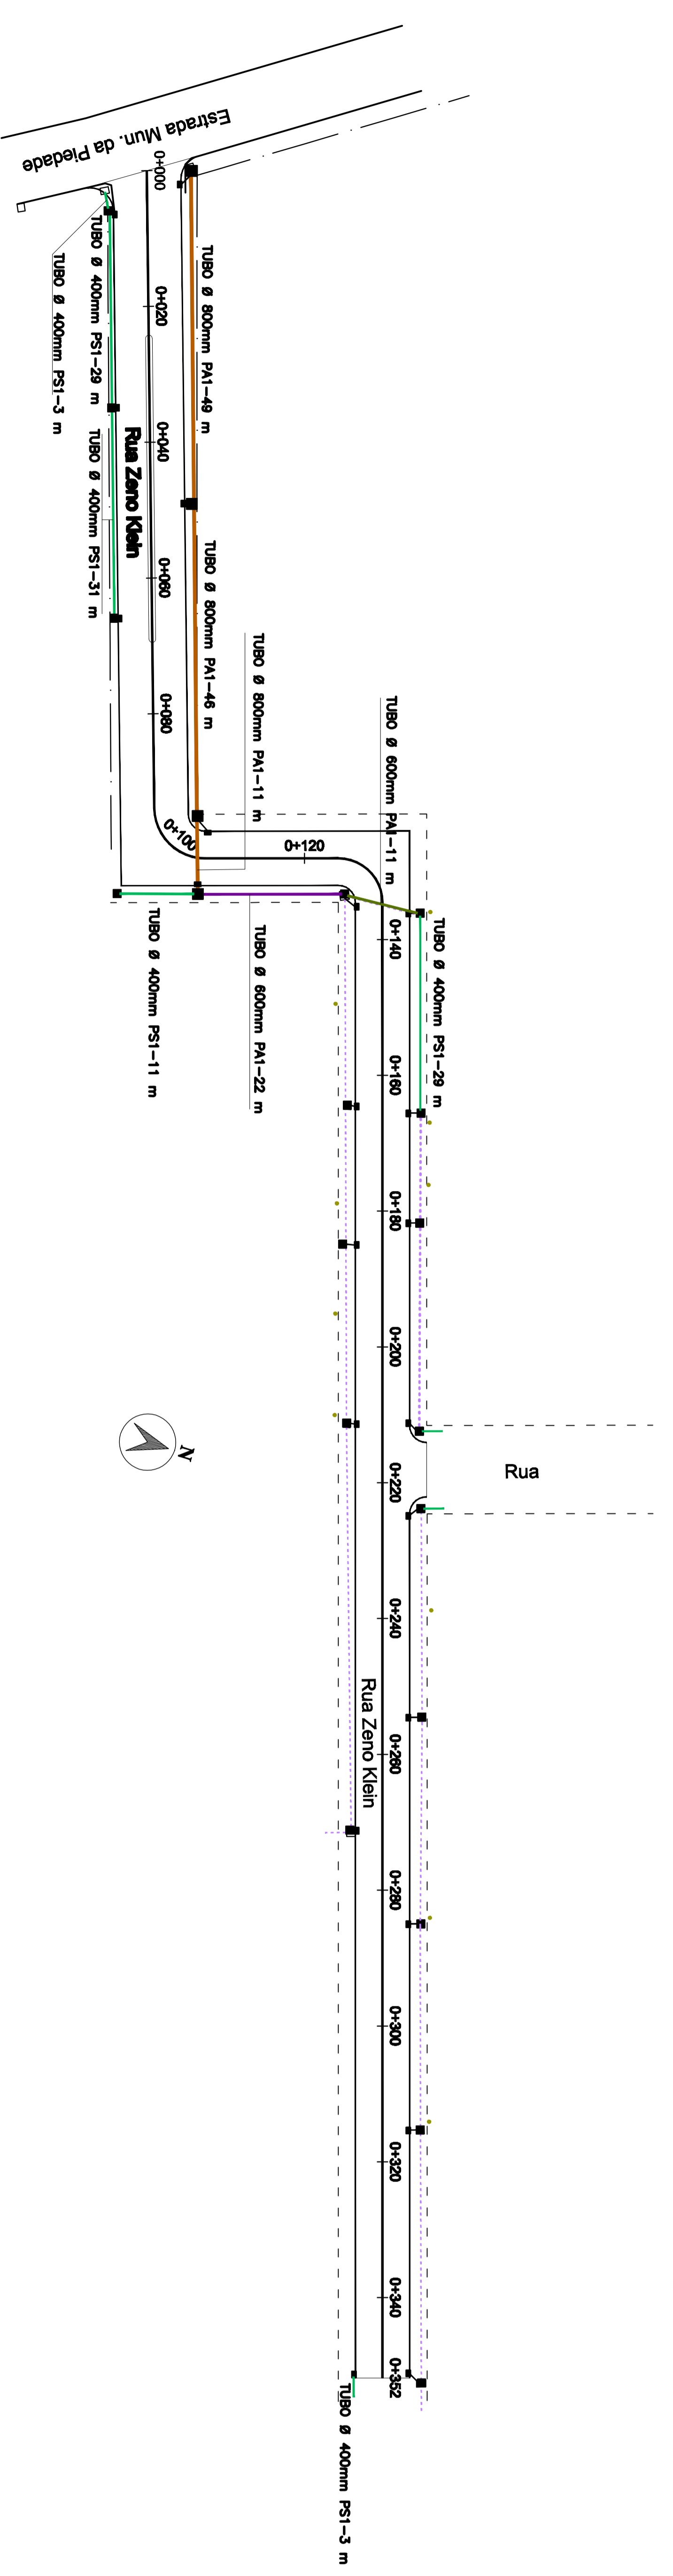 Estrada Mun. da Piedade
0+000
TUBO Ø 400mm PS1-29 m
TUBO Ø 400mm PS1-3 m
TUBO Ø 800mm PA1-49 m
0+020
Rua Zeno Klein
0+040
TUBO Ø 400mm PS1-31 m
TUBO Ø 800mm PA1-46 m
0+060
TUBO Ø 800mm PA1-11 m
0+080
TUBO Ø 600mm PA1-11 m
0+100
0+120
TUBO Ø 400mm PS1-11 m
TUBO Ø 600mm PA1-22 m
TUBO Ø 400mm PS1-29 m
0+140
0+160
0+180
0+200
N
Rua
0+220
0+240
Rua Zeno Klein
0+260
0+280
0+300
0+320
0+340
0+352
TUBO Ø 400mm PS1-3 m